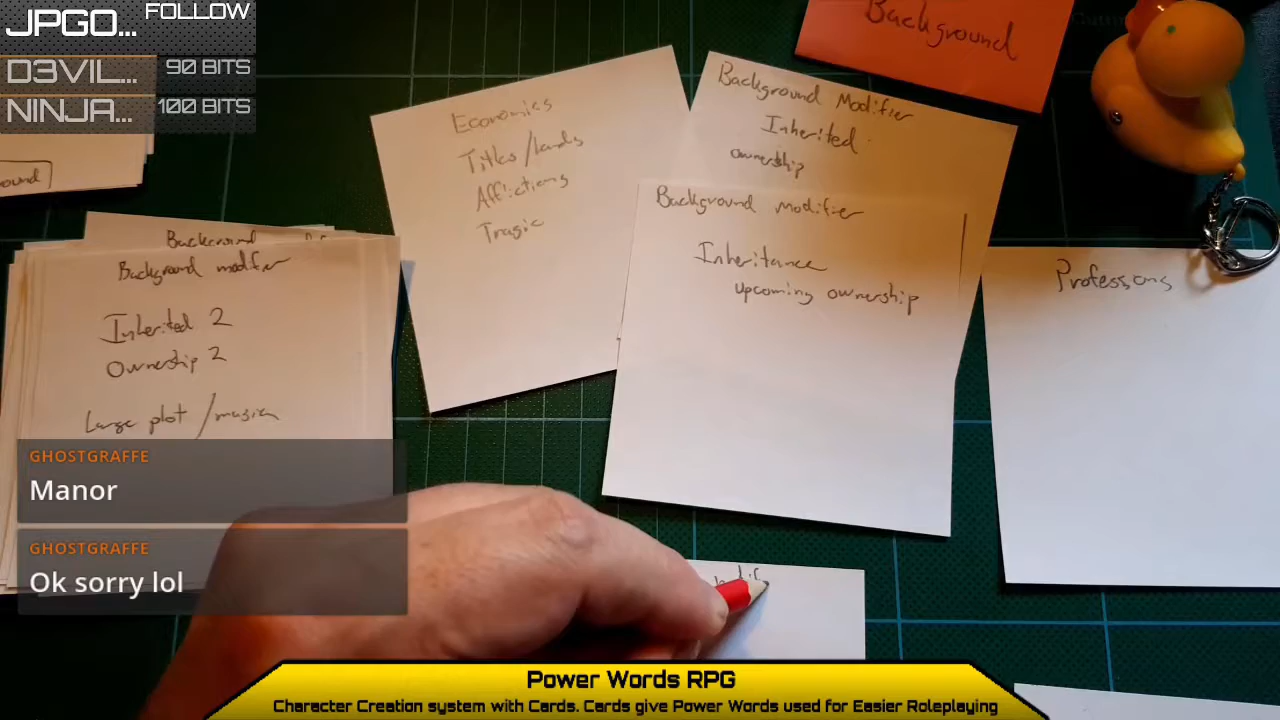 JPGO... FOLLOW
D3VIL... 90 BITS
NINJA... 100 BITS
ound
Background
Economics
Titles/lands
Afflictions
Tragic
Background Modifier
Inherited
ownership
Background modifier
Inheritance
upcoming ownership
Professions
Background
Background modifier
Inherited 2
Ownership 2
Large plot /
GHOSTGRAFFE
Manor
GHOSTGRAFFE
Ok sorry lol
Power Words RPG
Character Creation system with Cards. Cards give Power Words used for Easier Roleplaying